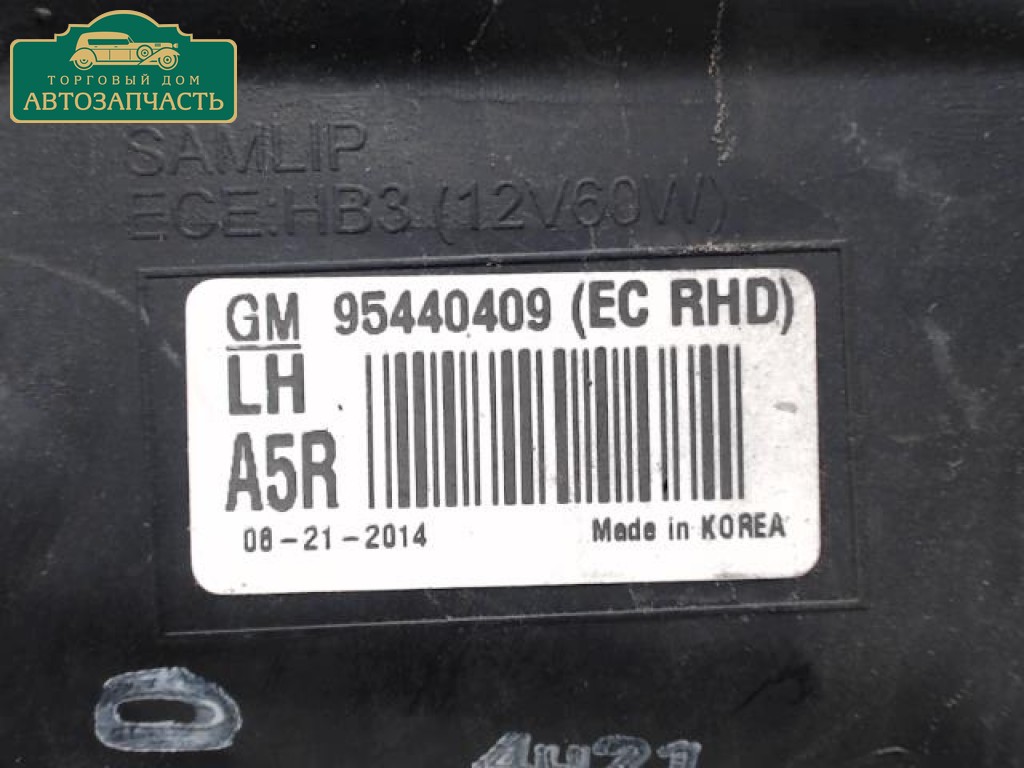 ТОРГОВЫЙ ДОМ
АВТОЗАПЧАСТЬ
SAMLIP
ECE:HB3 (12V60W)
GM 95440409 (EC RHD)
LH
A5R
08-21-2014 Made in KOREA
4421